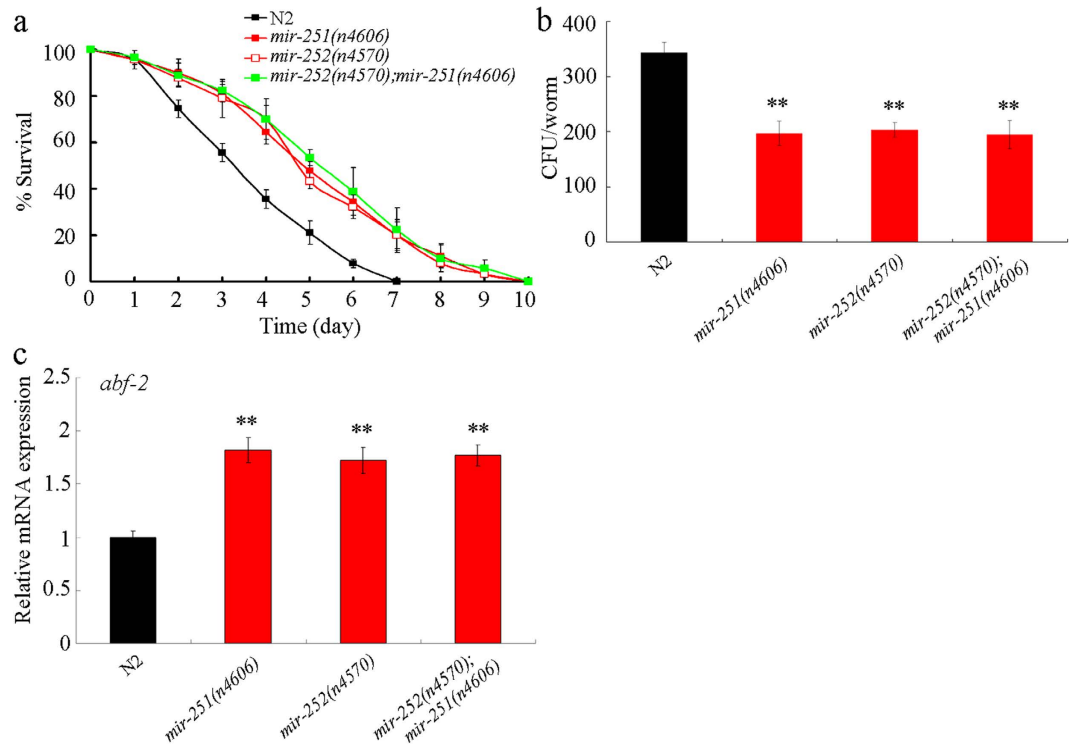 a
N2
mir-251(n4606)
mir-252(n4570)
mir-252(n4570);mir-251(n4606)
% Survival
100
80
60
40
20
0
0 1 2 3 4 5 6 7 8 9 10
Time (day)
b
CFU/worm
400
300
200
100
0
**
**
**
N2
mir-251(n4606)
mir-252(n4570)
mir-252(n4570);
mir-251(n4606)
c
abf-2
Relative mRNA expression
2.5
2
1.5
1
0.5
0
**
**
**
N2
mir-251(n4606)
mir-252(n4570)
mir-252(n4570);
mir-251(n4606)